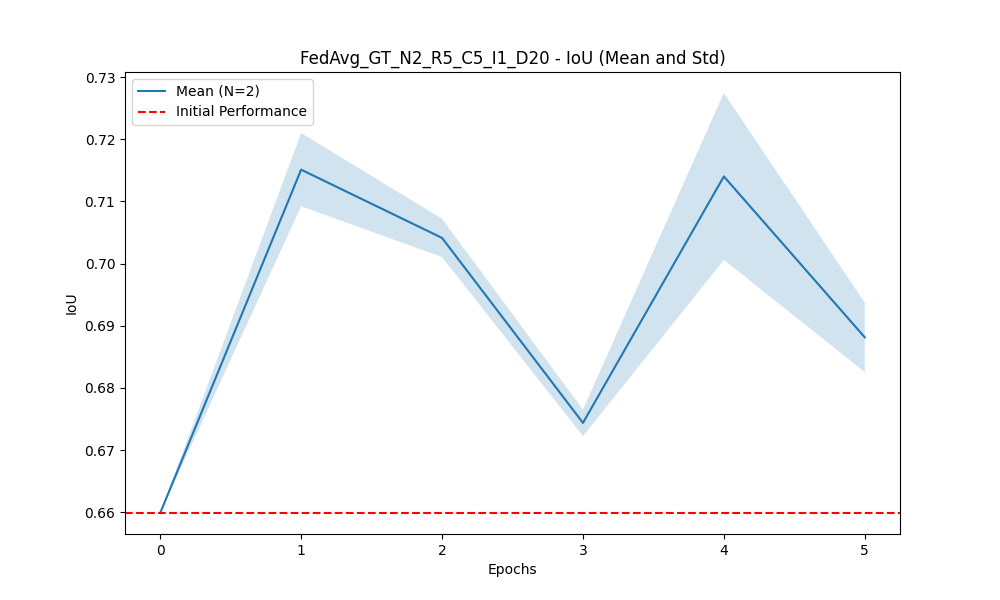 FedAvg_GT_N2_R5_C5_I1_D20 - IoU (Mean and Std)
Mean (N=2)
Initial Performance
0.73
0.72
0.71
0.70
0.69
0.68
0.67
0.66
IoU
0 1 2 3 4 5
Epochs